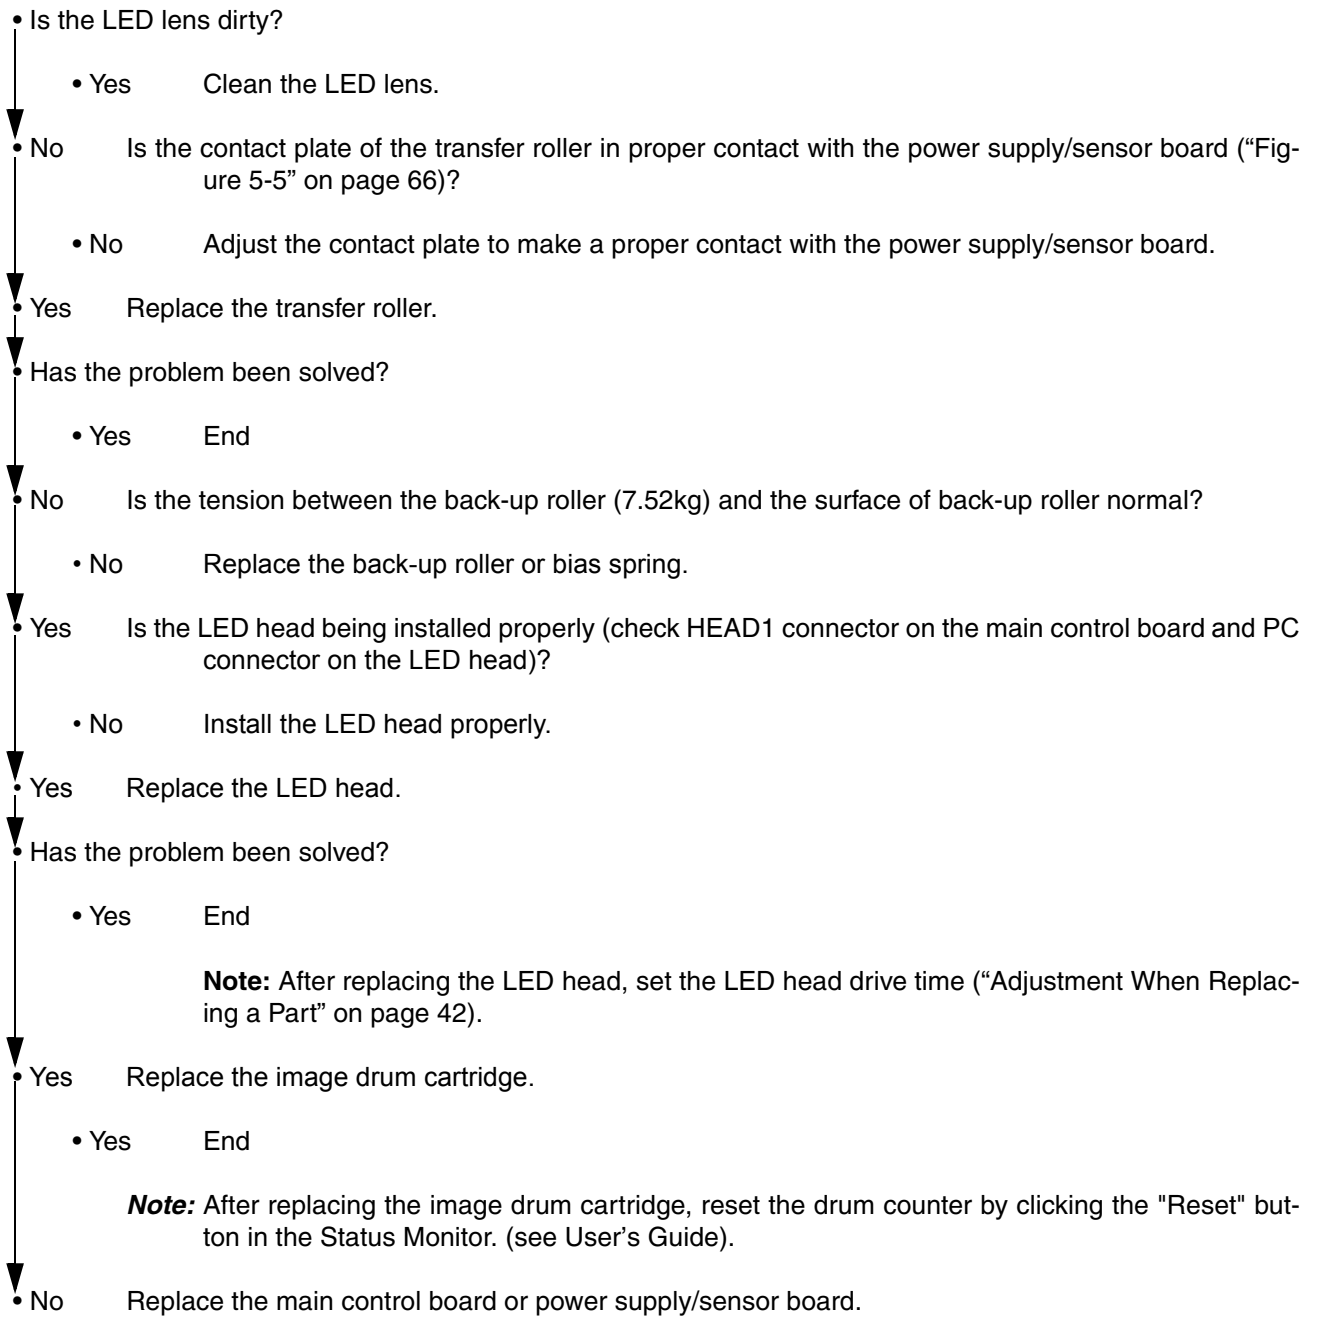 • Is the LED lens dirty?
• Yes Clean the LED lens.
• No Is the contact plate of the transfer roller in proper contact with the power supply/sensor board (“Fig-
ure 5-5” on page 66)?
• No Adjust the contact plate to make a proper contact with the power supply/sensor board.
• Yes Replace the transfer roller.
• Has the problem been solved?
• Yes End
• No Is the tension between the back-up roller (7.52kg) and the surface of back-up roller normal?
• No Replace the back-up roller or bias spring.
• Yes Is the LED head being installed properly (check HEAD1 connector on the main control board and PC
connector on the LED head)?
• No Install the LED head properly.
• Yes Replace the LED head.
• Has the problem been solved?
• Yes End
Note: After replacing the LED head, set the LED head drive time (“Adjustment When Replac-
ing a Part” on page 42).
• Yes Replace the image drum cartridge.
• Yes End
Note: After replacing the image drum cartridge, reset the drum counter by clicking the "Reset" but-
ton in the Status Monitor. (see User’s Guide).
• No Replace the main control board or power supply/sensor board.